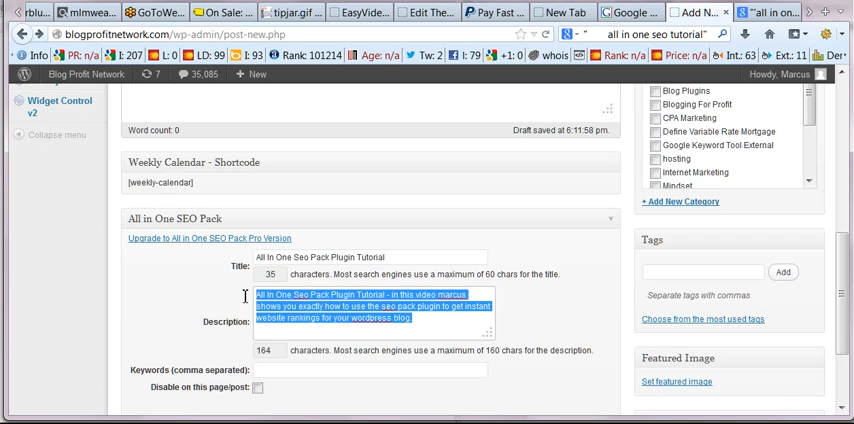 rblu...
mlmwea...
GoToWe...
On Sale: ...
tipjar.gif ...
EasyVide...
Edit The...
Pay Fast ...
New Tab
Google ...
Add N...
"all in on...
blogprofitnetwork.com/wp-admin/post-new.php
" all in one seo tutorial"
Info PR: n/a I: 207 L: 0 LD: 99 I: 93 Rank: 101214 Age: n/a Tw: 2 I: 79 +1: 0 whois Rank: n/a Price: n/a Int: 63 Ext: 11 Der
Blog Profit Network 7 35,085 + New Howdy, Marcus
Widget Control
v2
Collapse menu
Word count: 0 Draft saved at 6:11:58 pm.
Weekly Calendar - Shortcode
[weekly-calendar]
All in One SEO Pack
Upgrade to All in One SEO Pack Pro Version
Title: All In One Seo Pack Plugin Tutorial
35 characters. Most search engines use a maximum of 60 chars for the title.
Description:
All In One Seo Pack Plugin Tutorial - in this video marcus
shows you exactly how to use the seo pack plugin to get instant
website rankings for your wordpress blog.
164 characters. Most search engines use a maximum of 160 chars for the description.
Keywords (comma separated):
Disable on this page/post:
Blog Plugins
Blogging For Profit
CPA Marketing
Define Variable Rate Mortgage
Google Keyword Tool External
hosting
Internet Marketing
Mindset
+ Add New Category
Tags
Add
Separate tags with commas
Choose from the most used tags
Featured Image
Set featured image